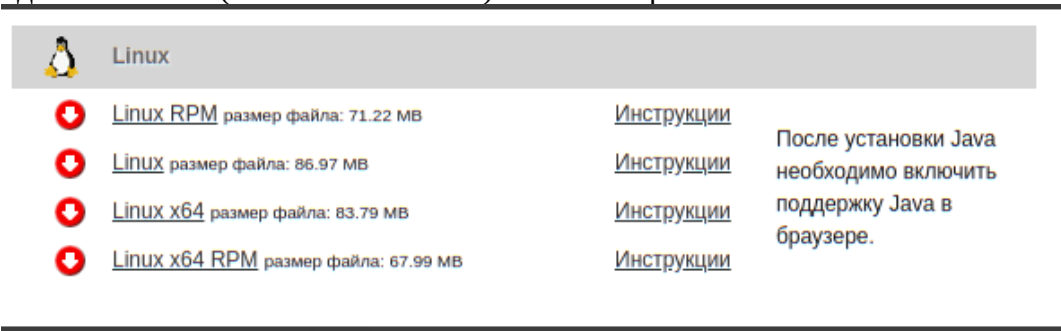 Linux
Linux RPM размер файла: 71.22 MB Инструкции
Linux размер файла: 86.97 MB Инструкции
Linux x64 размер файла: 83.79 MB Инструкции
Linux x64 RPM размер файла: 67.99 MB Инструкции
После установки Java
необходимо включить
поддержку Java в
браузере.